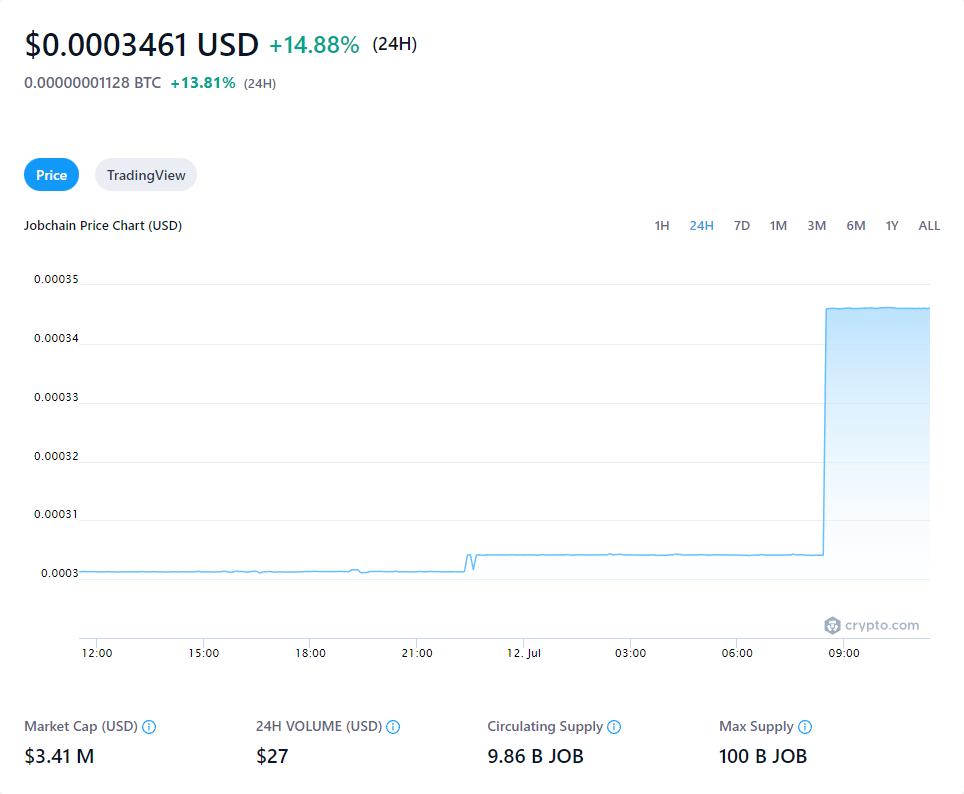 $0.0003461 USD +14.88% (24H)
0.00000001128 BTC +13.81% (24H)
Price TradingView
Jobchain Price Chart (USD) 1H 24H 7D 1M 3M 6M 1Y ALL
0.00035
0.00034
0.00033
0.00032
0.00031
0.0003
crypto.com
12:00 15:00 18:00 21:00 12. Jul 03:00 06:00 09:00
Market Cap (USD) 24H VOLUME (USD) Circulating Supply Max Supply
$3.41 M $27 9.86 B JOB 100 B JOB